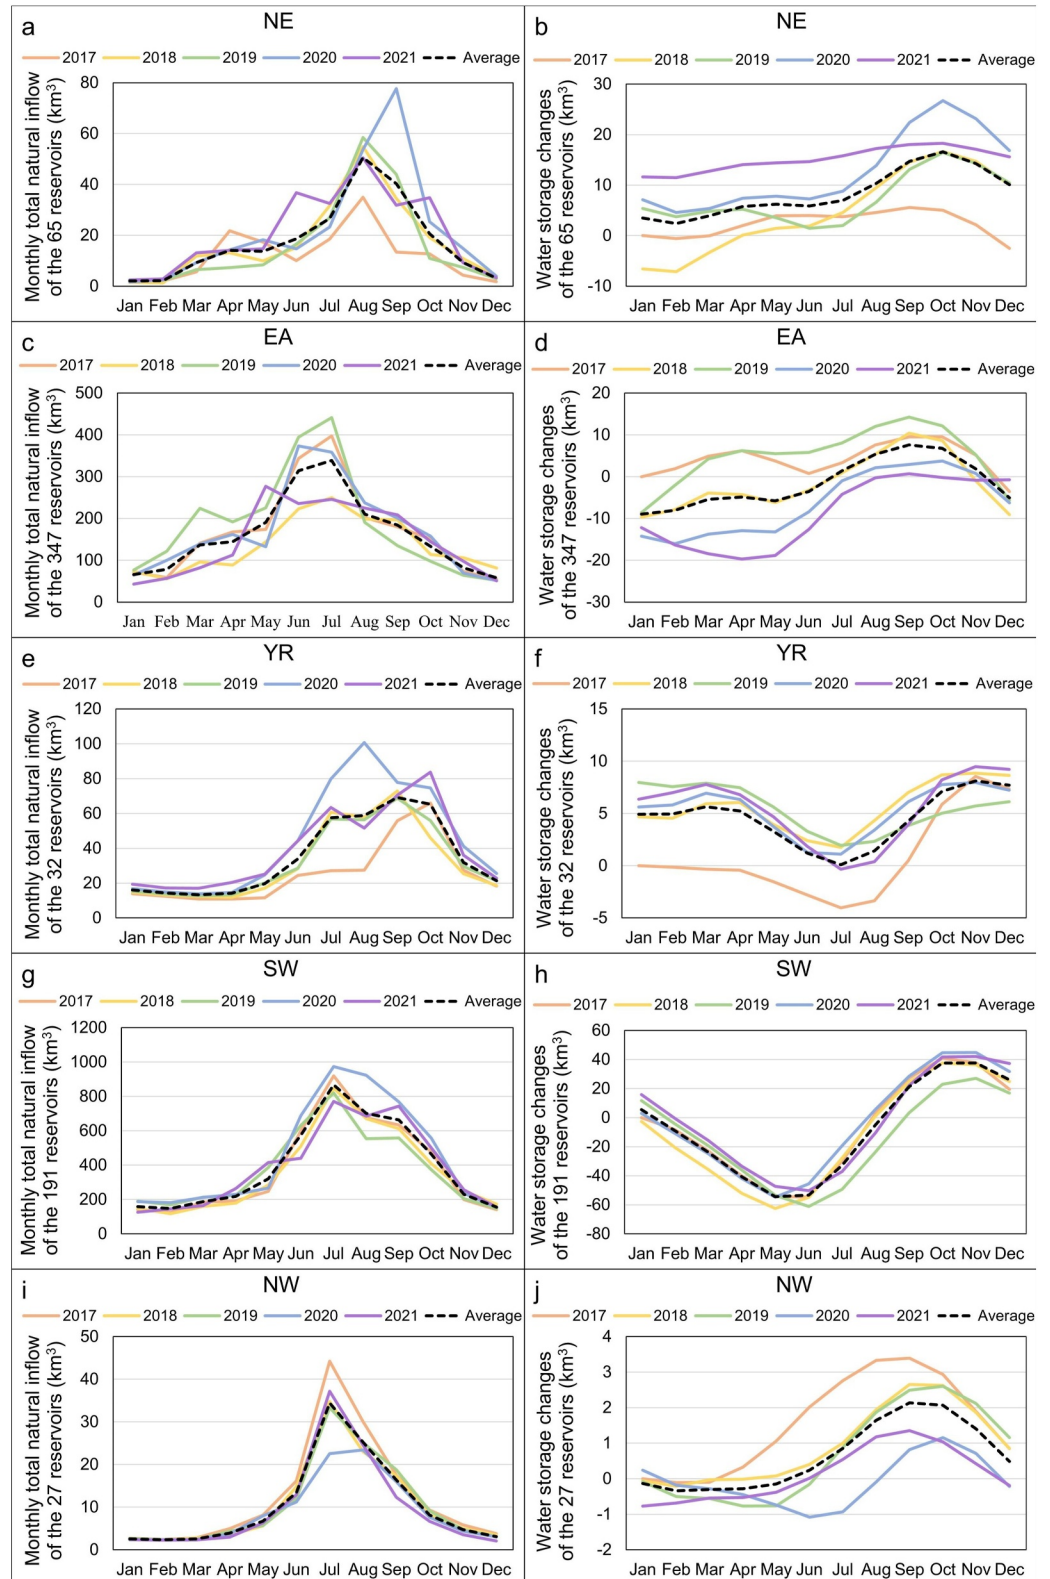 a NE
2017 2018 2019 2020 2021 Average
Monthly total natural inflow
of the 65 reservoirs (km³)
80
60
40
20
0
Jan Feb Mar Apr May Jun Jul Aug Sep Oct Nov Dec
b NE
2017 2018 2019 2020 2021 Average
Water storage changes
of the 65 reservoirs (km³)
30
20
10
0
-10
Jan Feb Mar Apr May Jun Jul Aug Sep Oct Nov Dec
c EA
2017 2018 2019 2020 2021 Average
Monthly total natural inflow
of the 347 reservoirs (km³)
500
400
300
200
100
0
Jan Feb Mar Apr May Jun Jul Aug Sep Oct Nov Dec
d EA
2017 2018 2019 2020 2021 Average
Water storage changes
of the 347 reservoirs (km³)
20
10
0
-10
-20
-30
Jan Feb Mar Apr May Jun Jul Aug Sep Oct Nov Dec
e YR
2017 2018 2019 2020 2021 Average
Monthly total natural inflow
of the 32 reservoirs (km³)
120
100
80
60
40
20
0
Jan Feb Mar Apr May Jun Jul Aug Sep Oct Nov Dec
f YR
2017 2018 2019 2020 2021 Average
Water storage changes
of the 32 reservoirs (km³)
15
10
5
0
-5
Jan Feb Mar Apr May Jun Jul Aug Sep Oct Nov Dec
g SW
2017 2018 2019 2020 2021 Average
Monthly total natural inflow
of the 191 reservoirs (km³)
1200
1000
800
600
400
200
0
Jan Feb Mar Apr May Jun Jul Aug Sep Oct Nov Dec
h SW
2017 2018 2019 2020 2021 Average
Water storage changes
of the 191 reservoirs (km³)
60
40
20
0
-20
-40
-60
-80
Jan Feb Mar Apr May Jun Jul Aug Sep Oct Nov Dec
i NW
2017 2018 2019 2020 2021 Average
Monthly total natural inflow
of the 27 reservoirs (km³)
50
40
30
20
10
0
Jan Feb Mar Apr May Jun Jul Aug Sep Oct Nov Dec
j NW
2017 2018 2019 2020 2021 Average
Water storage changes
of the 27 reservoirs (km³)
4
3
2
1
0
-1
-2
Jan Feb Mar Apr May Jun Jul Aug Sep Oct Nov Dec